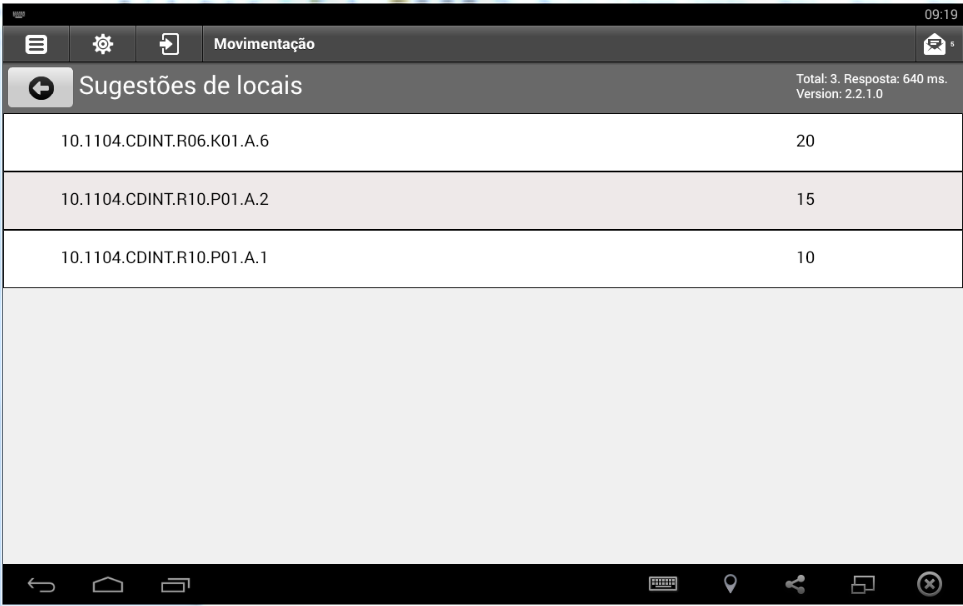 09:19
Movimentação
5
Sugestões de locais
Total: 3. Resposta: 640 ms.
Version: 2.2.1.0
10.1104.CDINT.R06.K01.A.6 20
10.1104.CDINT.R10.P01.A.2 15
10.1104.CDINT.R10.P01.A.1 10